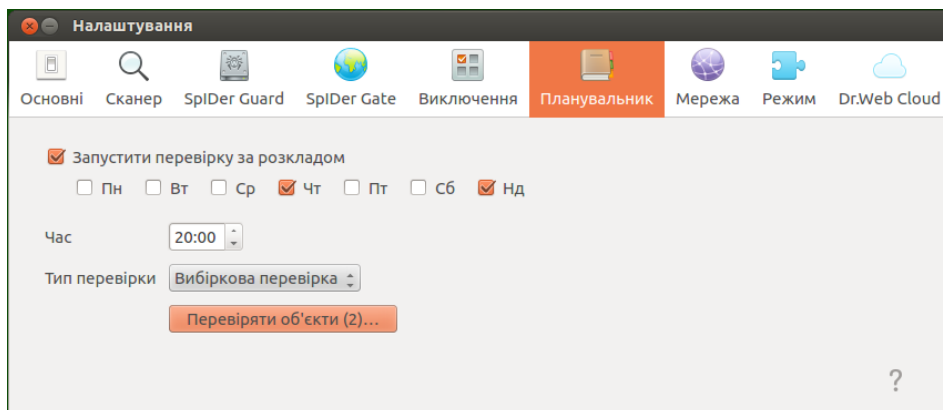 Налаштування
Основні Сканер SpIDer Guard SpIDer Gate Виключення Планувальник Мережа Режим Dr.Web Cloud
Запустити перевірку за розкладом
Пн Вт Ср Чт Пт Сб Нд
Час 20:00
Тип перевірки Вибіркова перевірка
Перевіряти об'єкти (2)...
?